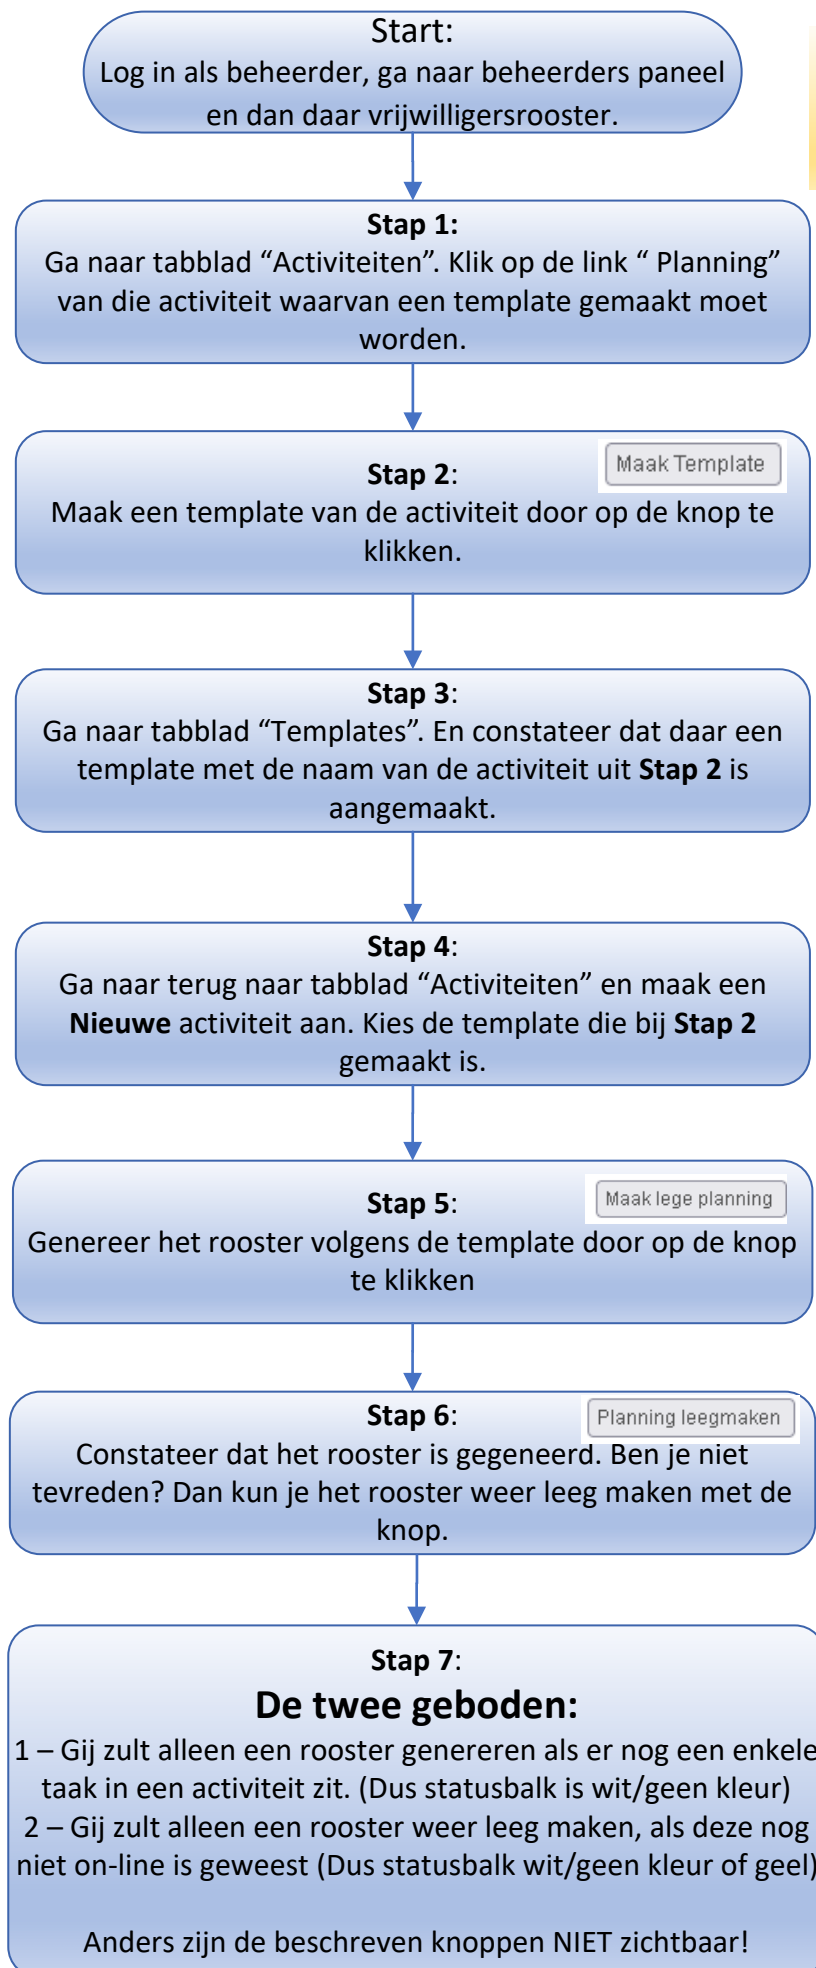 Start:
Log in als beheerder, ga naar beheerders paneel
en dan daar vrijwilligersrooster.
Stap 1:
Ga naar tabblad “Activiteiten”. Klik op de link “ Planning”
van die activiteit waarvan een template gemaakt moet
worden.
Maak Template
Stap 2:
Maak een template van de activiteit door op de knop te
klikken.
Stap 3:
Ga naar tabblad “Templates”. En constateer dat daar een
template met de naam van de activiteit uit Stap 2 is
aangemaakt.
Stap 4:
Ga naar terug naar tabblad “Activiteiten” en maak een
Nieuwe activiteit aan. Kies de template die bij Stap 2
gemaakt is.
Maak lege planning
Stap 5:
Genereer het rooster volgens de template door op de knop
te klikken
Planning leegmaken
Stap 6:
Constateer dat het rooster is gegeneerd. Ben je niet
tevreden? Dan kun je het rooster weer leeg maken met de
knop.
Stap 7:
De twee geboden:
1 – Gij zult alleen een rooster genereren als er nog een enkele
taak in een activiteit zit. (Dus statusbalk is wit/geen kleur)
2 – Gij zult alleen een rooster weer leeg maken, als deze nog
niet on-line is geweest (Dus statusbalk wit/geen kleur of geel)
Anders zijn de beschreven knoppen NIET zichtbaar!